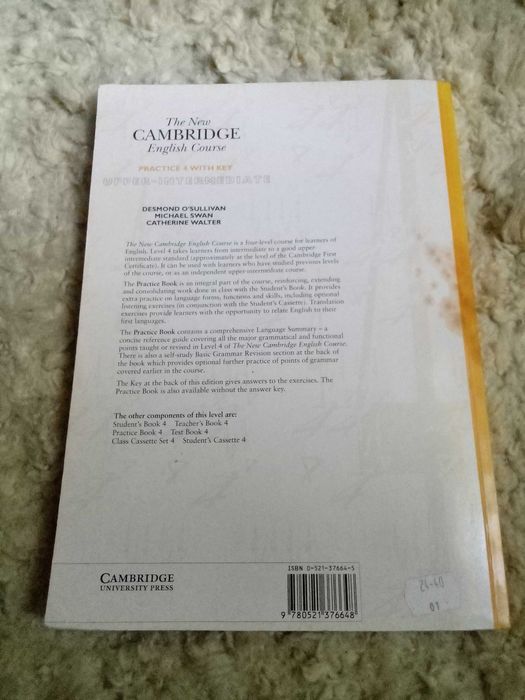 The New
CAMBRIDGE
English Course
PRACTICE 4 WITH KEY
UPPER-INTERMEDIATE
DESMOND O'SULLIVAN
MICHAEL SWAN
CATHERINE WALTER
The New Cambridge English Course is a four-level course for learners of
English. Level 4 takes learners from intermediate to a good upper-
intermediate standard (approximately at the level of the Cambridge First
Certificate). It can be used with learners who have studied previous levels
of the course, or as an independent upper-intermediate course.
The Practice Book is an integral part of the course, reinforcing, extending
and consolidating work done in class with the Student's Book. It provides
extra practice on language forms, functions and skills, including optional
listening exercises (in conjunction with the Student's Cassette). Translation
exercises provide learners with the opportunity to relate English to their
first languages.
The Practice Book contains a comprehensive Language Summary – a
concise reference guide covering all the major grammatical and functional
points taught or revised in Level 4 of The New Cambridge English Course.
There is also a self-study Basic Grammar Revision section at the back of
the book which provides optional further practice of points of grammar
covered earlier in the course.
The Key at the back of this edition gives answers to the exercises. The
Practice Book is also available without the answer key.
The other components of this level are:
Student's Book 4 Teacher's Book 4
Practice Book 4 Test Book 4
Class Cassette Set 4 Student's Cassette 4
ISBN 0-521-37664-5
CAMBRIDGE
UNIVERSITY PRESS
9 780521 376648
24-40
01